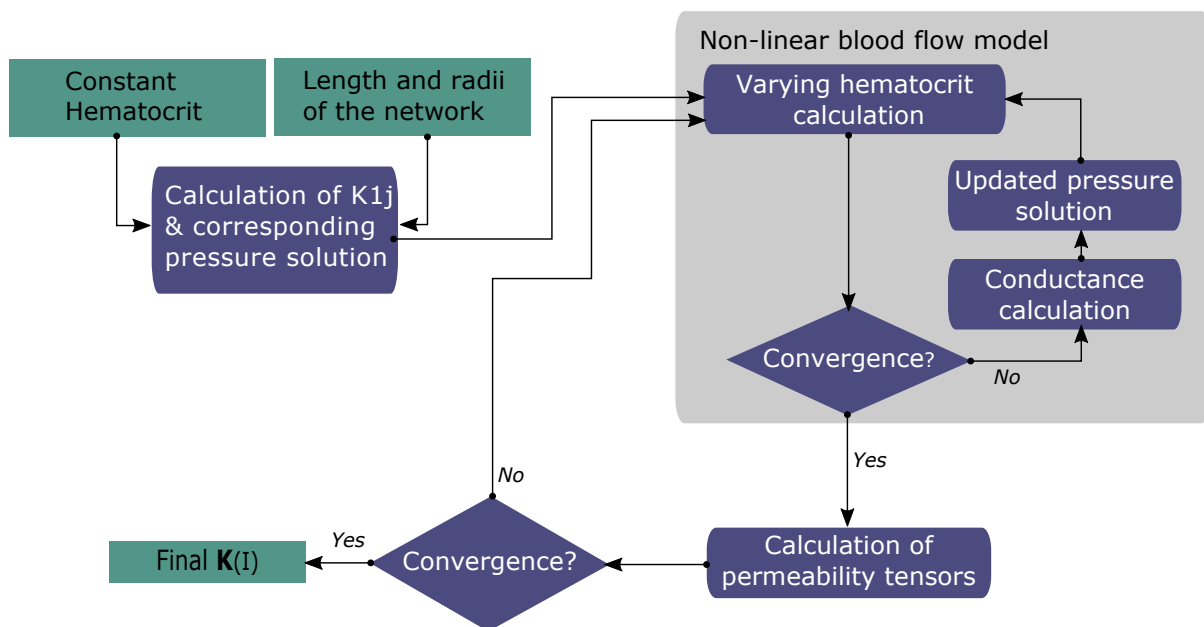 Constant
Hematocrit
Length and radii
of the network
Calculation of K1j
& corresponding
pressure solution
Non-linear blood flow model
Varying hematocrit
calculation
Updated pressure
solution
Conductance
calculation
Convergence?
No
Yes
Calculation of
permeability tensors
Convergence?
No
Yes
Final K(I)